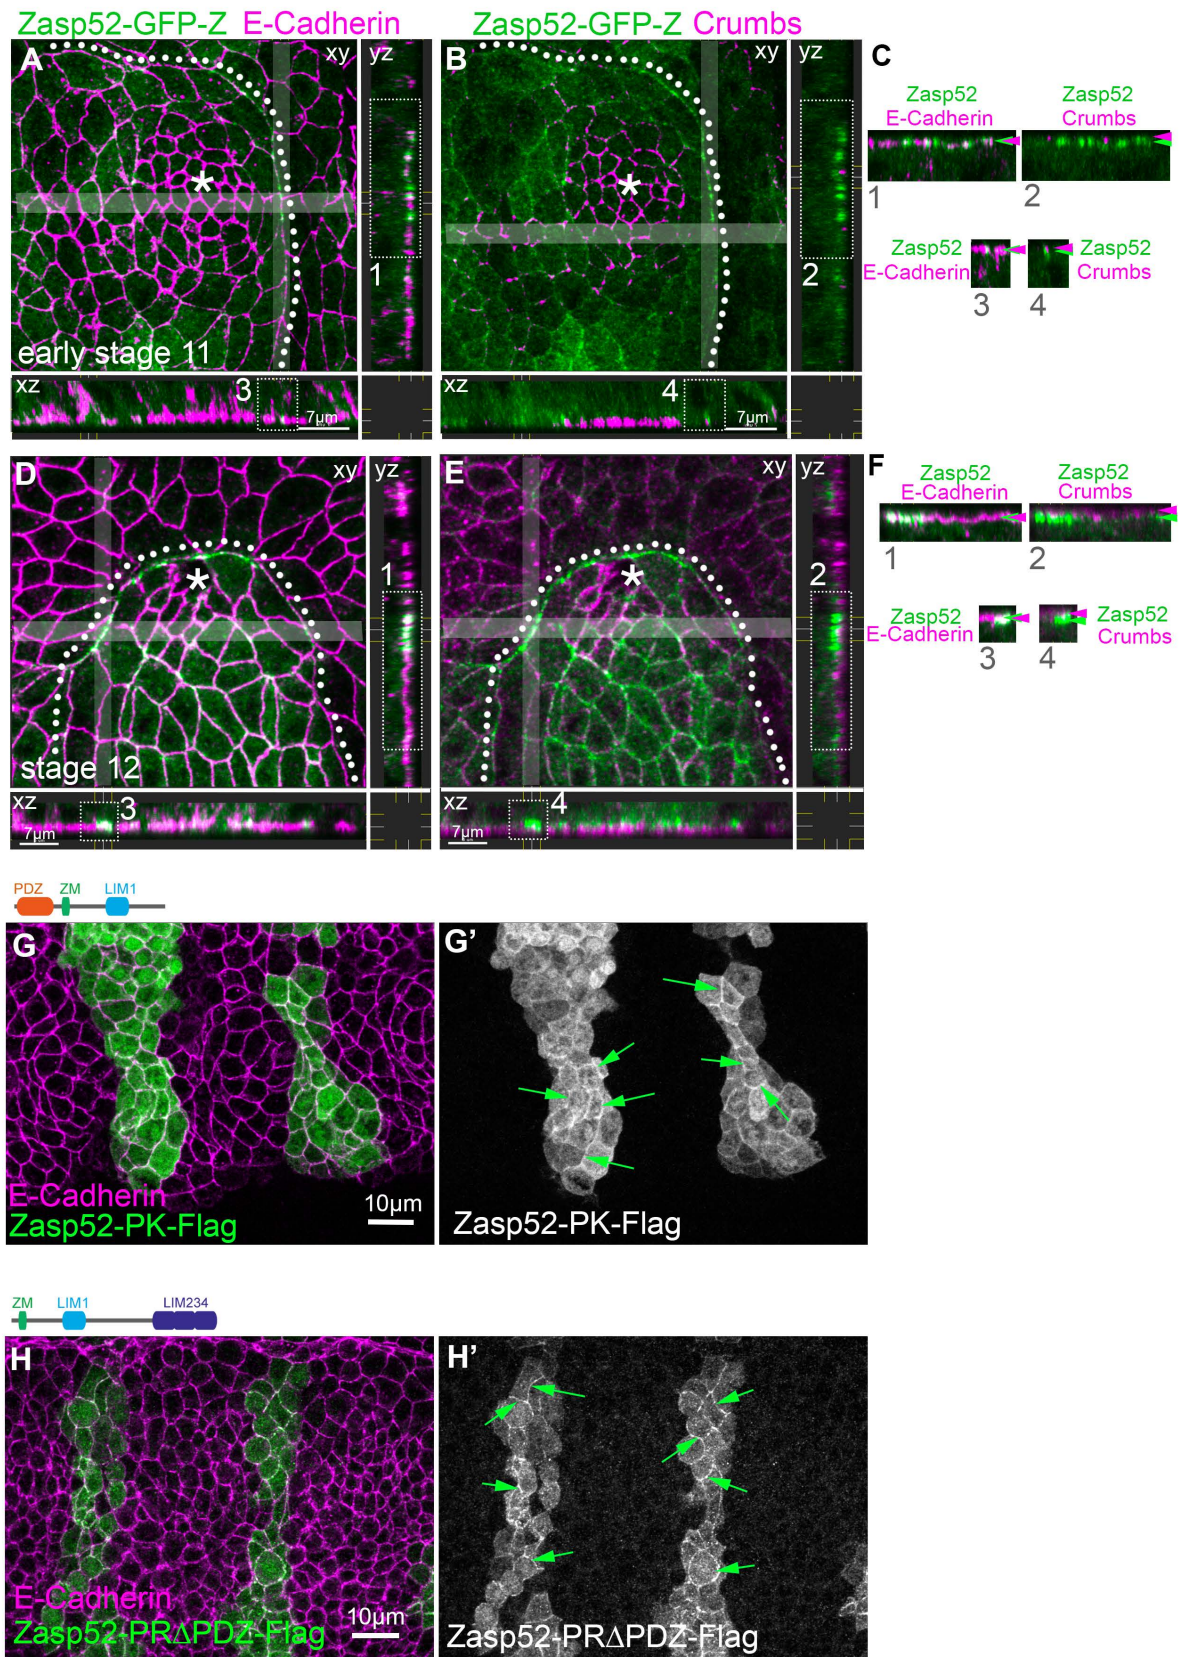 Zasp52-GFP-Z E-Cadherin
Zasp52-GFP-Z Crumbs
A
xy
yz
1
early stage 11
xz
3
7µm
B
xy
yz
2
xz
4
7µm
C
Zasp52
E-Cadherin
1
Zasp52
Crumbs
2
Zasp52
E-Cadherin
3
4
Zasp52
Crumbs
D
xy
yz
1
stage 12
xz
3
7µm
E
xy
yz
2
xz
4
7µm
F
Zasp52
E-Cadherin
1
Zasp52
Crumbs
2
Zasp52
E-Cadherin
3
4
Zasp52
Crumbs
PDZ ZM LIM1
G
E-Cadherin
Zasp52-PK-Flag
10µm
G’
Zasp52-PK-Flag
ZM LIM1 LIM234
H
E-Cadherin
Zasp52-PRΔPDZ-Flag
10µm
H’
Zasp52-PRΔPDZ-Flag